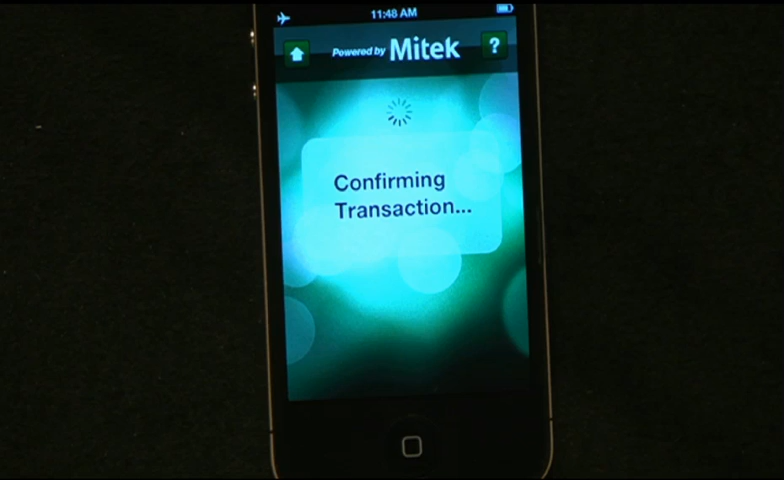 11:48 AM
Powered by Mitek ?
Confirming
Transaction...